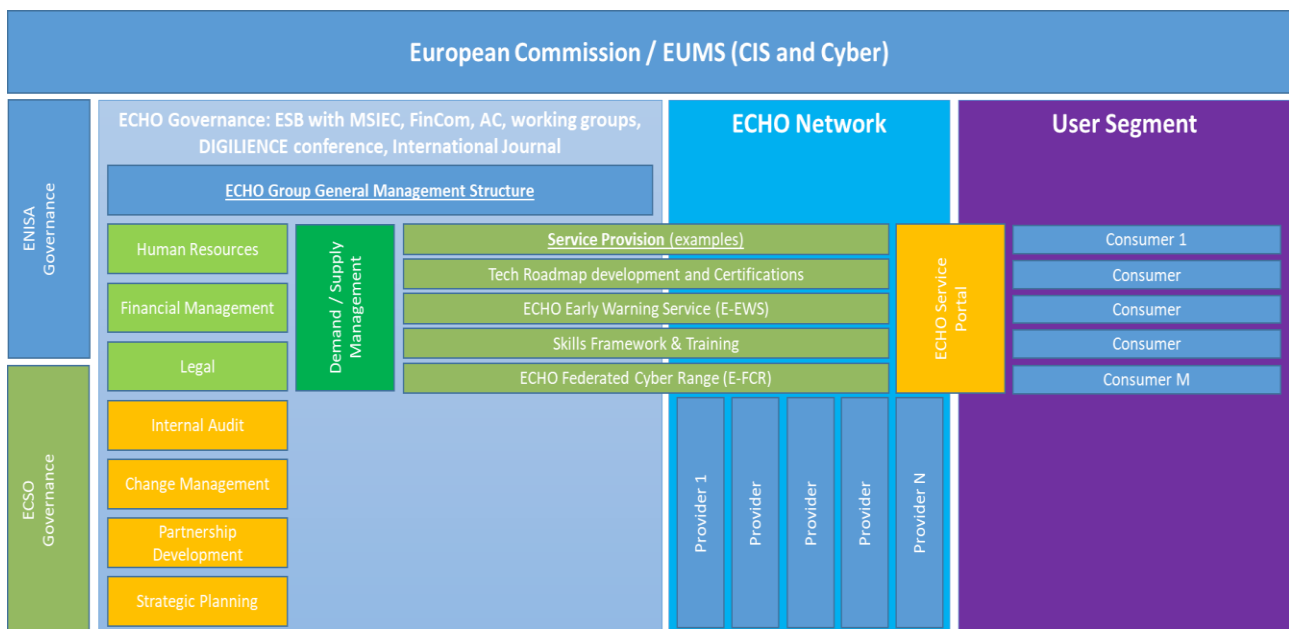 European Commission / EUMS (CIS and Cyber)
ENISA
Governance
ECSO
Governance
ECHO Governance: ESB with MSIEC, FinCom, AC, working groups,
DIGILIENCE conference, International Journal
ECHO Group General Management Structure
Human Resources
Financial Management
Legal
Internal Audit
Change Management
Partnership
Development
Strategic Planning
Demand / Supply
Management
Service Provision (examples)
Tech Roadmap development and Certifications
ECHO Early Warning Service (E-EWS)
Skills Framework & Training
ECHO Federated Cyber Range (E-FCR)
ECHO Network
Provider 1
Provider
Provider
Provider
Provider N
ECHO Service
Portal
User Segment
Consumer 1
Consumer
Consumer
Consumer
Consumer M